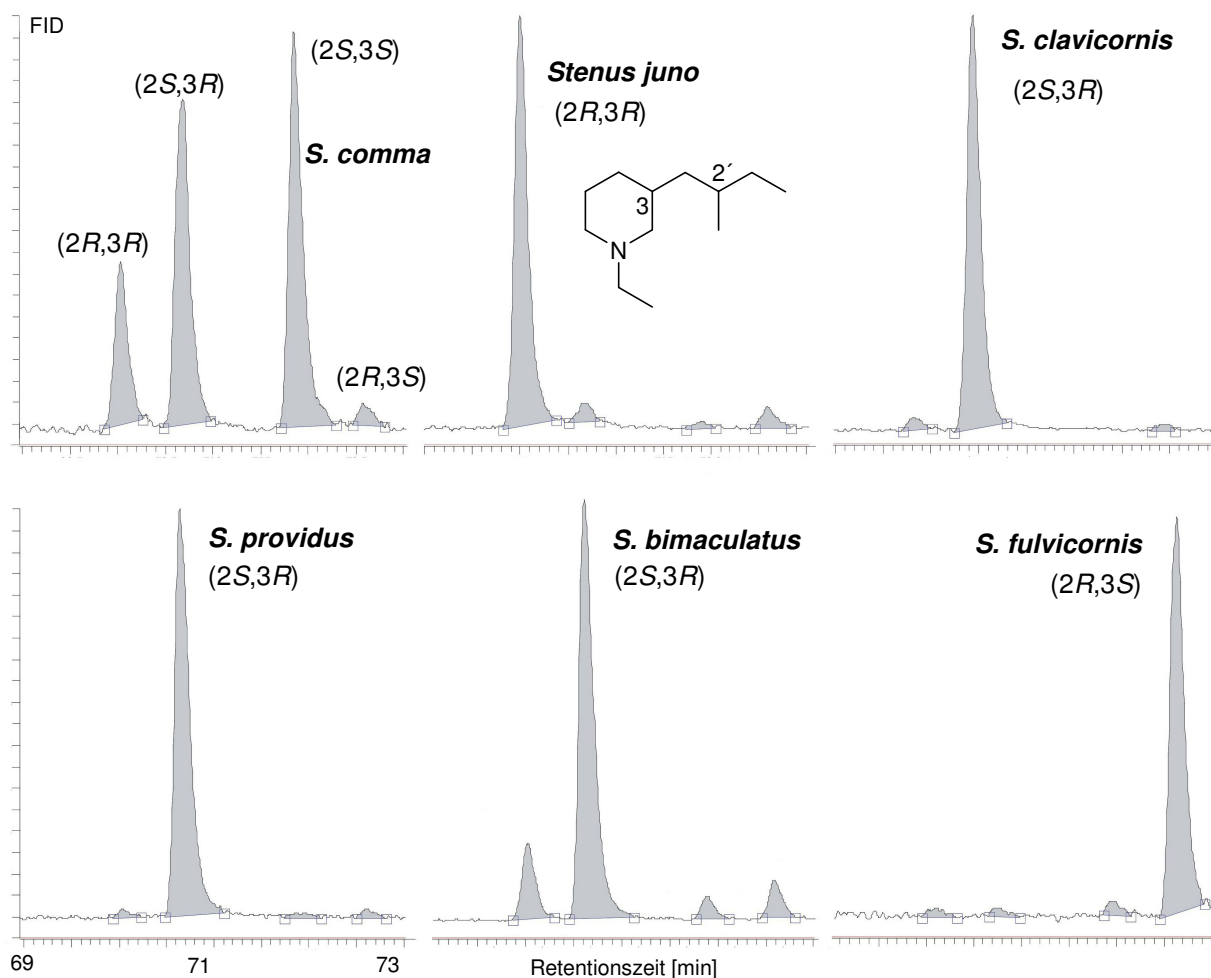 FID
(2S,3S)
(2S,3R)
S. comma
(2R,3R)
(2R,3S)
Stenus juno
(2R,3R)
2´
3
N
S. clavicornis
(2S,3R)
S. providus
(2S,3R)
S. bimaculatus
(2S,3R)
S. fulvicornis
(2R,3S)
69
71
73
Retentionszeit [min]